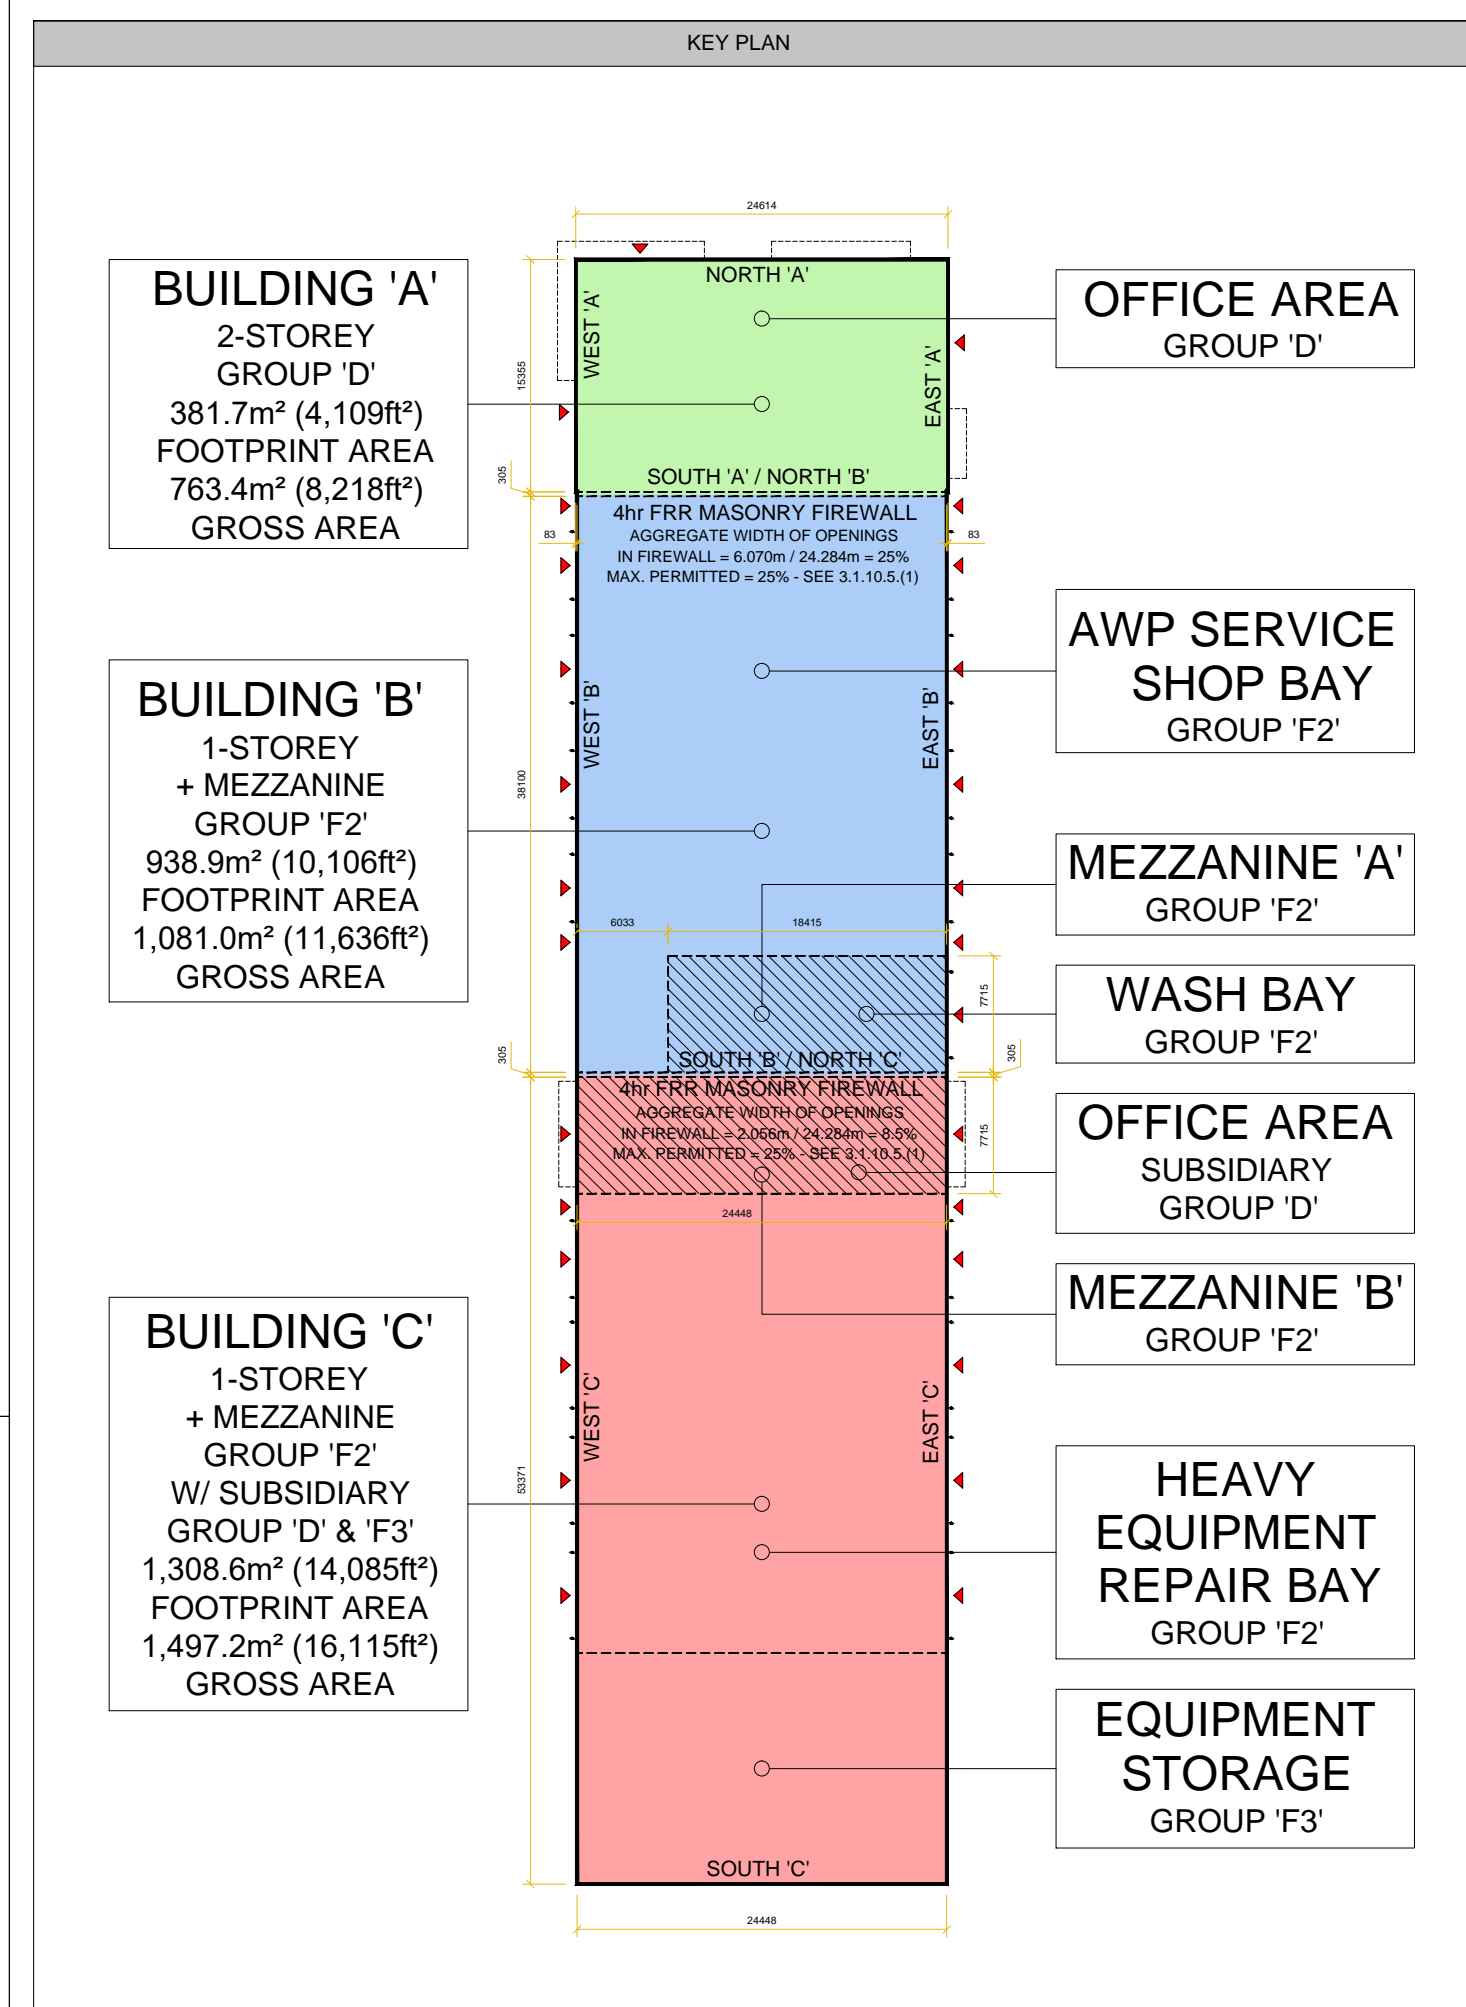 KEY PLAN
24614
BUILDING 'A'
2-STOREY
GROUP 'D'
381.7m² (4,109ft²)
FOOTPRINT AREA
763.4m² (8,218ft²)
GROSS AREA
BUILDING 'B'
1-STOREY
+ MEZZANINE
GROUP 'F2'
938.9m² (10,106ft²)
FOOTPRINT AREA
1,081.0m² (11,636ft²)
GROSS AREA
BUILDING 'C'
1-STOREY
+ MEZZANINE
GROUP 'F2'
W/ SUBSIDIARY
GROUP 'D' & 'F3'
1,308.6m² (14,085ft²)
FOOTPRINT AREA
1,497.2m² (16,115ft²)
GROSS AREA
15355
305
83
38100
305
53371
NORTH 'A'
WEST 'A'
EAST 'A'
SOUTH 'A' / NORTH 'B'
4hr FRR MASONRY FIREWALL
AGGREGATE WIDTH OF OPENINGS
IN FIREWALL = 6.070m / 24.284m = 25%
MAX. PERMITTED = 25% - SEE 3.1.10.5.(1)
83
WEST 'B'
EAST 'B'
6033
18415
7715
SOUTH 'B' / NORTH 'C'
305
4hr FRR MASONRY FIREWALL
AGGREGATE WIDTH OF OPENINGS
IN FIREWALL = 2.056m / 24.284m = 8.5%
MAX. PERMITTED = 25% - SEE 3.1.10.5.(1)
7715
24448
WEST 'C'
EAST 'C'
SOUTH 'C'
24448
OFFICE AREA
GROUP 'D'
AWP SERVICE
SHOP BAY
GROUP 'F2'
MEZZANINE 'A'
GROUP 'F2'
WASH BAY
GROUP 'F2'
OFFICE AREA
SUBSIDIARY
GROUP 'D'
MEZZANINE 'B'
GROUP 'F2'
HEAVY
EQUIPMENT
REPAIR BAY
GROUP 'F2'
EQUIPMENT
STORAGE
GROUP 'F3'